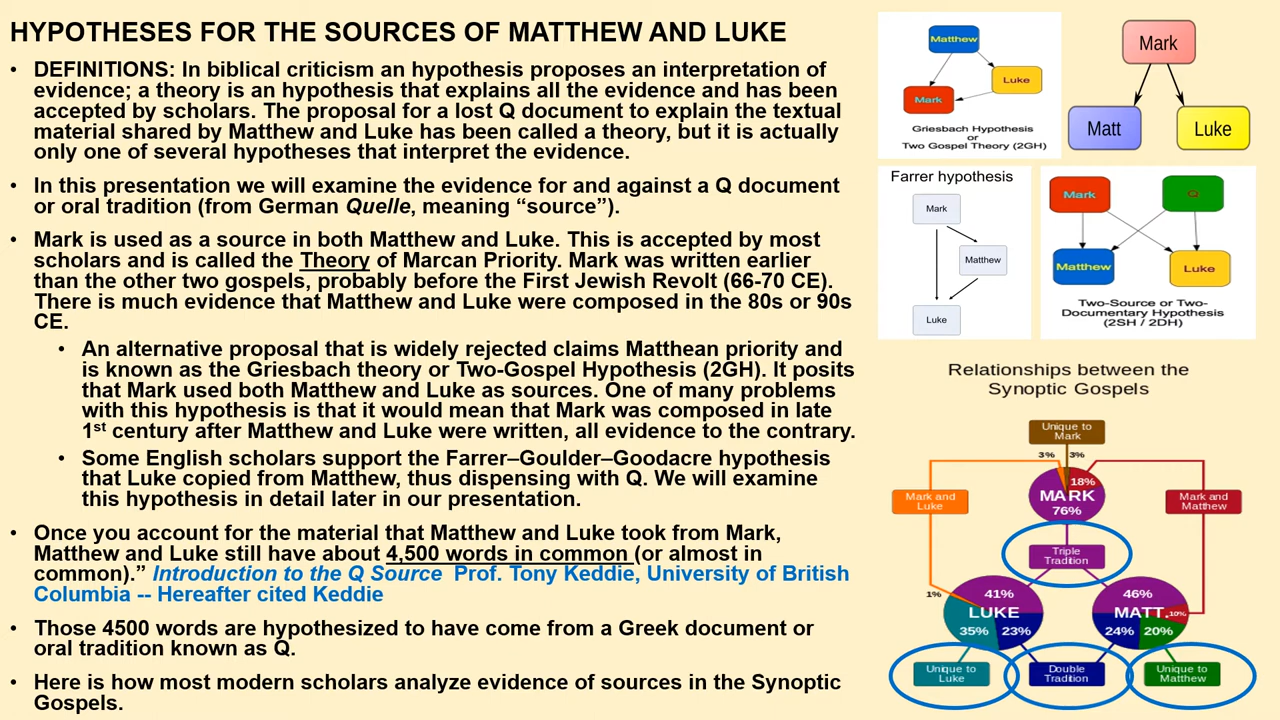 HYPOTHESES FOR THE SOURCES OF MATTHEW AND LUKE
• DEFINITIONS: In biblical criticism an hypothesis proposes an interpretation of
evidence; a theory is an hypothesis that explains all the evidence and has been
accepted by scholars. The proposal for a lost Q document to explain the textual
material shared by Matthew and Luke has been called a theory, but it is actually
only one of several hypotheses that interpret the evidence.
• In this presentation we will examine the evidence for and against a Q document
or oral tradition (from German Quelle, meaning “source”).
• Mark is used as a source in both Matthew and Luke. This is accepted by most
scholars and is called the Theory of Marcan Priority. Mark was written earlier
than the other two gospels, probably before the First Jewish Revolt (66-70 CE).
There is much evidence that Matthew and Luke were composed in the 80s or 90s
CE.
• An alternative proposal that is widely rejected claims Matthean priority and
is known as the Griesbach theory or Two-Gospel Hypothesis (2GH). It posits
that Mark used both Matthew and Luke as sources. One of many problems
with this hypothesis is that it would mean that Mark was composed in late
1st century after Matthew and Luke were written, all evidence to the contrary.
• Some English scholars support the Farrer–Goulder–Goodacre hypothesis
that Luke copied from Matthew, thus dispensing with Q. We will examine
this hypothesis in detail later in our presentation.
• Once you account for the material that Matthew and Luke took from Mark,
Matthew and Luke still have about 4,500 words in common (or almost in
common).” Introduction to the Q Source Prof. Tony Keddie, University of British
Columbia -- Hereafter cited Keddie
• Those 4500 words are hypothesized to have come from a Greek document or
oral tradition known as Q.
• Here is how most modern scholars analyze evidence of sources in the Synoptic
Gospels.
Matthew
Luke
Mark
Griesbach Hypothesis
or
Two Gospel Theory (2GH)
Mark
Matt
Luke
Farrer hypothesis
Mark
Matthew
Luke
Mark
Q
Matthew
Luke
Two-Source or Two-
Documentary Hypothesis
(2SH / 2DH)
Relationships between the
Synoptic Gospels
Unique to
Mark
3%
3%
18%
MARK
76%
Mark and
Luke
Mark and
Matthew
Triple
Tradition
1%
41%
LUKE
35%
23%
46%
MATT.
10%
24%
20%
Unique to
Luke
Double
Tradition
Unique to
Matthew